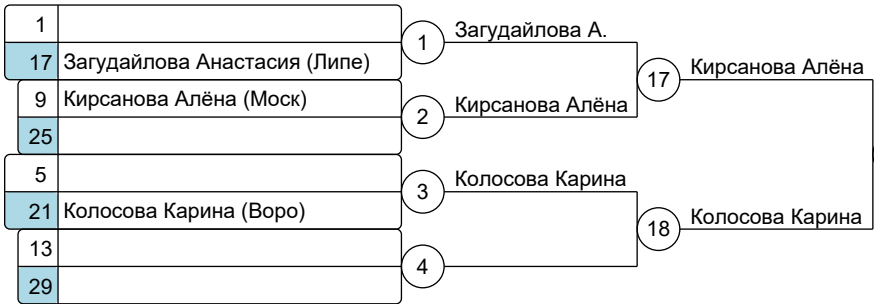 1
17 Загудайлова Анастасия (Липе)
9 Кирсанова Алёна (Моск)
25
5
21 Колосова Карина (Воро)
13
29
1 Загудайлова А.
2 Кирсанова Алёна
3 Колосова Карина
4
17 Кирсанова Алёна
18 Колосова Карина